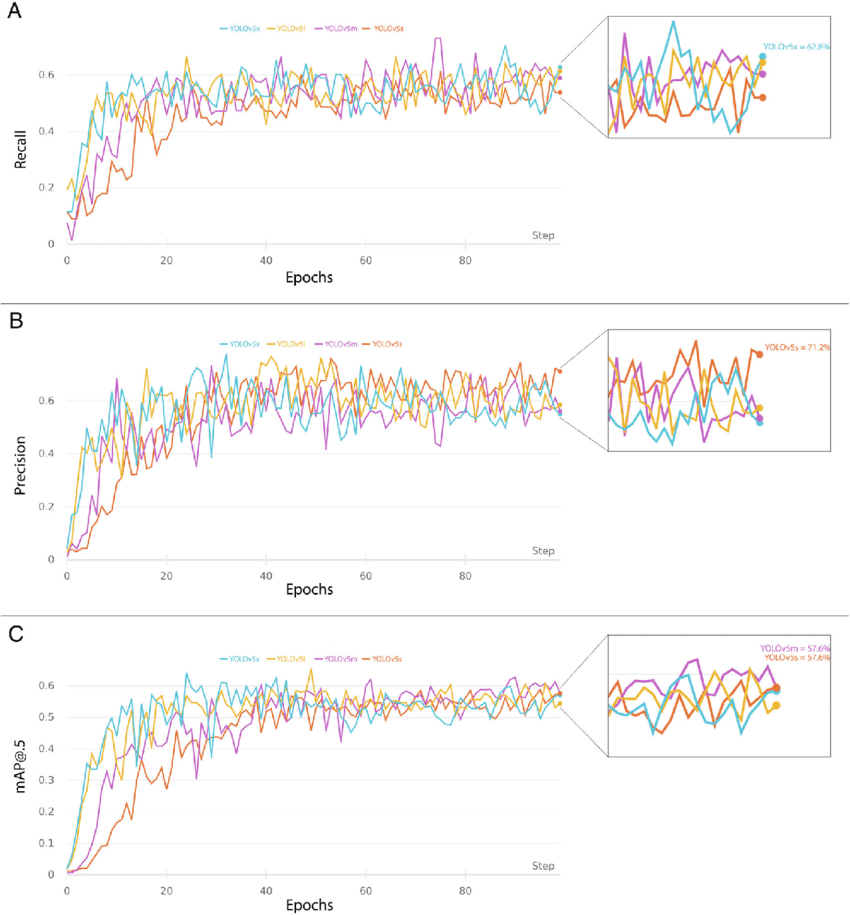 A
YOLOv5x YOLOv5l YOLOv5m YOLOv5s
YOLOv5x = 62.8%
0.6
0.4
0.2
0
Recall
Step
0 20 40 60 80
Epochs
B
YOLOv5x YOLOv5l YOLOv5m YOLOv5s
YOLOv5s = 71.2%
0.6
0.4
0.2
0
Precision
Step
0 20 40 60 80
Epochs
C
YOLOv5x YOLOv5l YOLOv5m YOLOv5s
YOLOv5m = 57.6%
YOLOv5s = 57.6%
0.6
0.5
0.4
0.3
0.2
0.1
0
mAP@.5
Step
0 20 40 60 80
Epochs